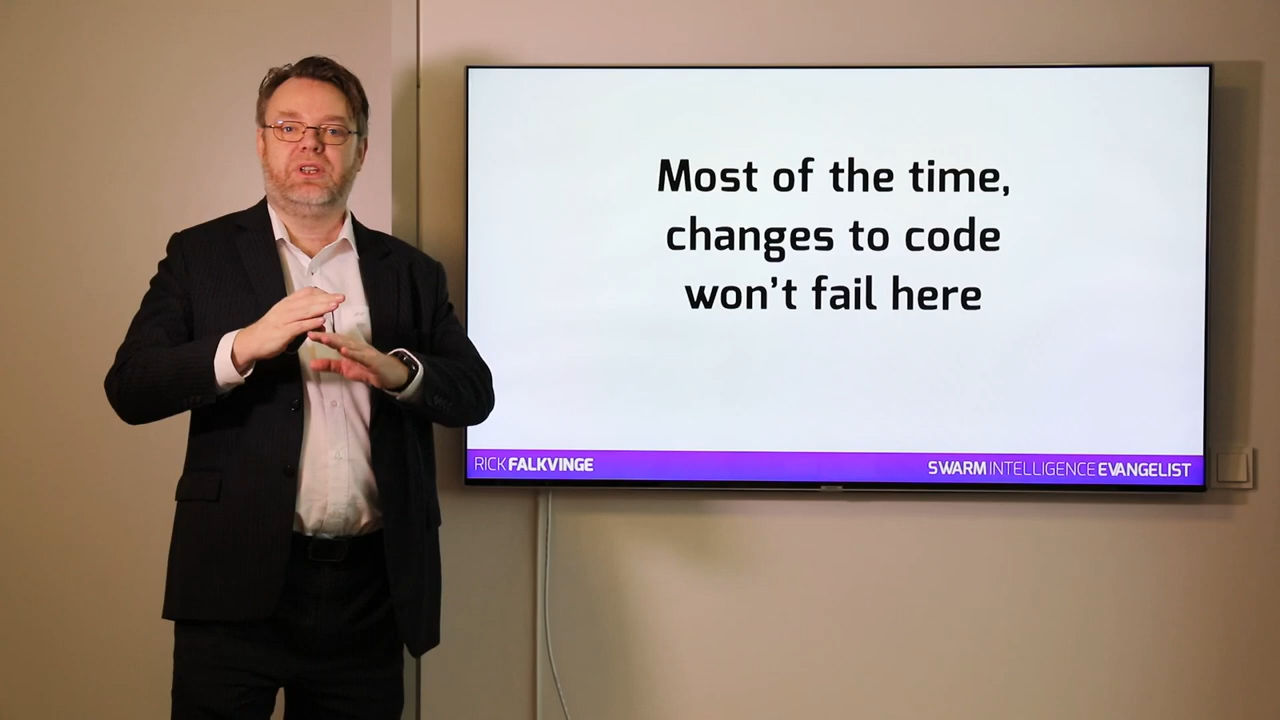 Most of the time,
changes to code
won't fail here
RICK FALKVINGE
SWARM INTELLIGENCE EVANGELIST